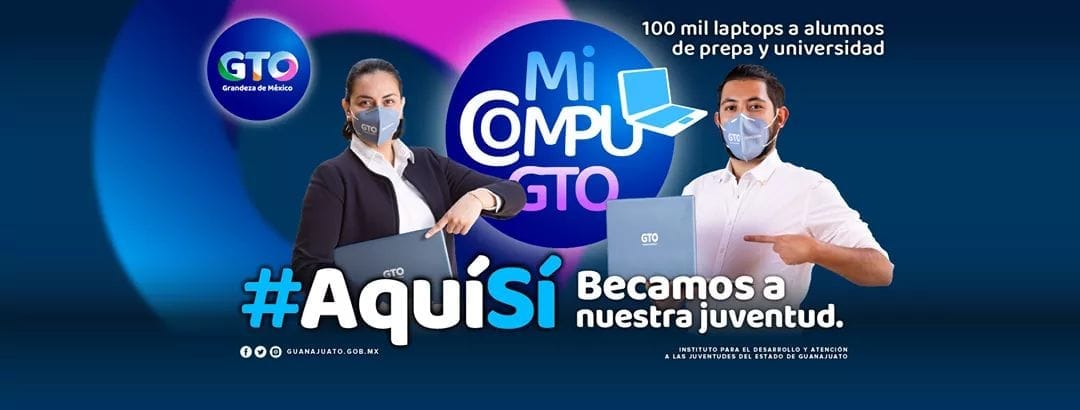 GTO
Grandeza de México
100 mil laptops a alumnos
de prepa y universidad
Mi
COMPU
GTO
GTO
GTO
GTO
GTO
#AquíSí
Becamos a
nuestra juventud.
GUANAJUATO.GOB.MX
INSTITUTO PARA EL DESARROLLO Y ATENCIÓN
A LAS JUVENTUDES DEL ESTADO DE GUANAJUATO